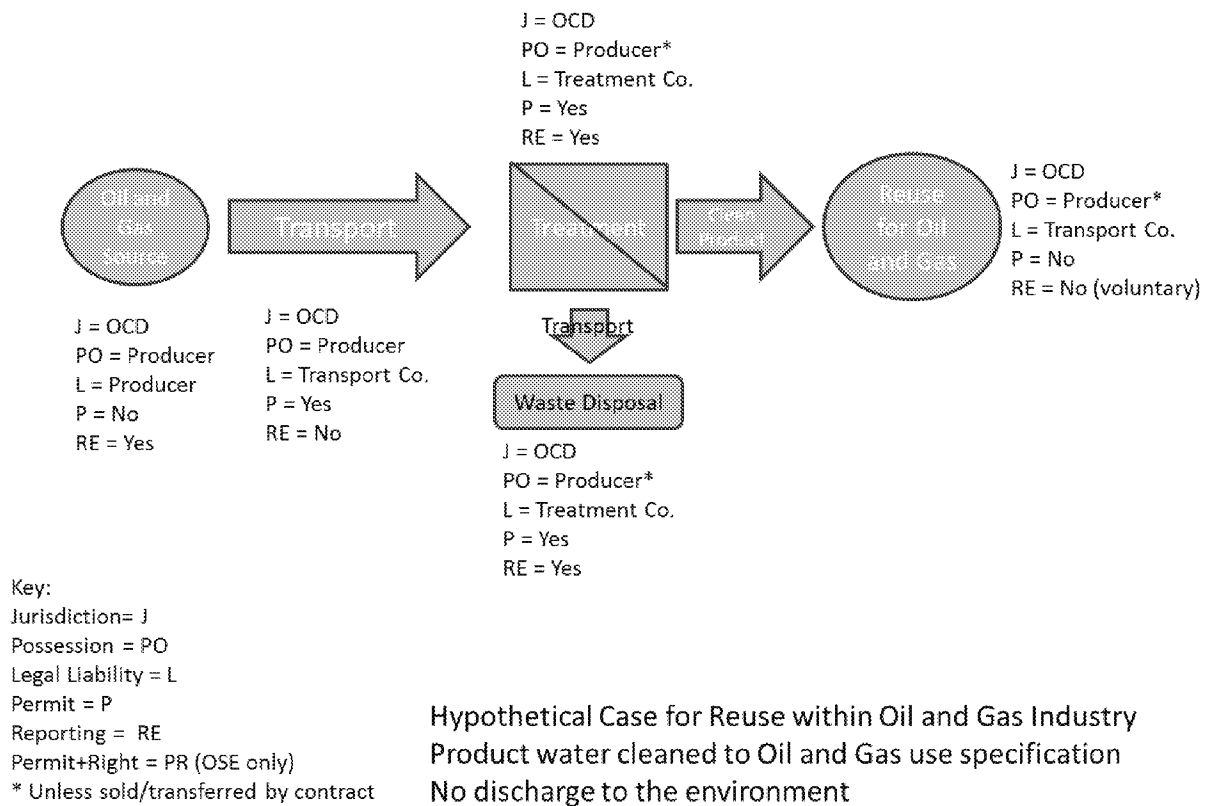 J = OCD
PO = Producer*
L = Treatment Co.
P = Yes
RE = Yes
Oil and
Gas
Source
Transport
Treatment
Clean
Product
Reuse
for Oil
and Gas
J = OCD
PO = Producer*
L = Transport Co.
P = No
RE = No (voluntary)
J = OCD
PO = Producer
L = Producer
P = No
RE = Yes
J = OCD
PO = Producer
L = Transport Co.
P = Yes
RE = No
Transport
Waste Disposal
J = OCD
PO = Producer*
L = Treatment Co.
P = Yes
RE = Yes
Key:
Jurisdiction= J
Possession = PO
Legal Liability = L
Permit = P
Reporting = RE
Permit+Right = PR (OSE only)
* Unless sold/transferred by contract
Hypothetical Case for Reuse within Oil and Gas Industry
Product water cleaned to Oil and Gas use specification
No discharge to the environment